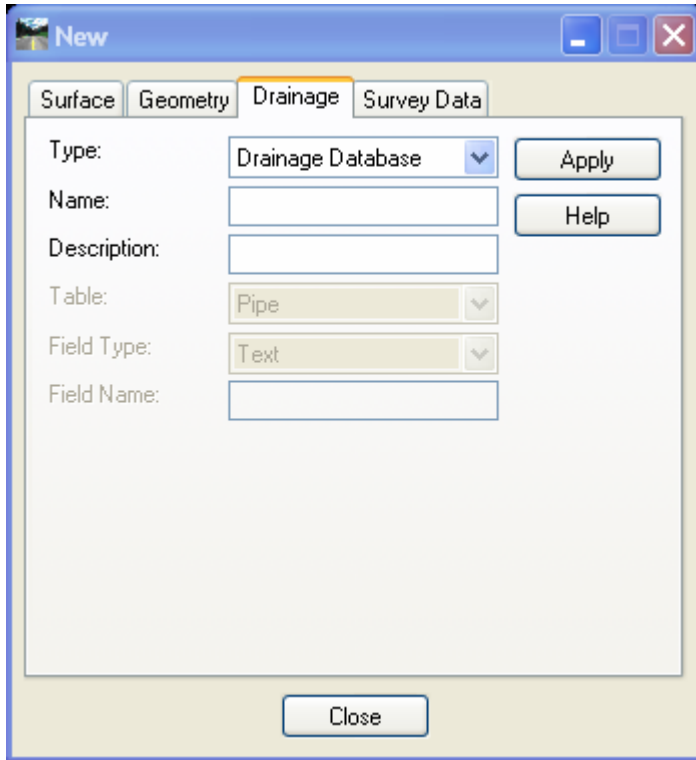 New
Surface Geometry Drainage Survey Data
Type: Drainage Database Apply
Name: Help
Description:
Table: Pipe
Field Type: Text
Field Name:
Close